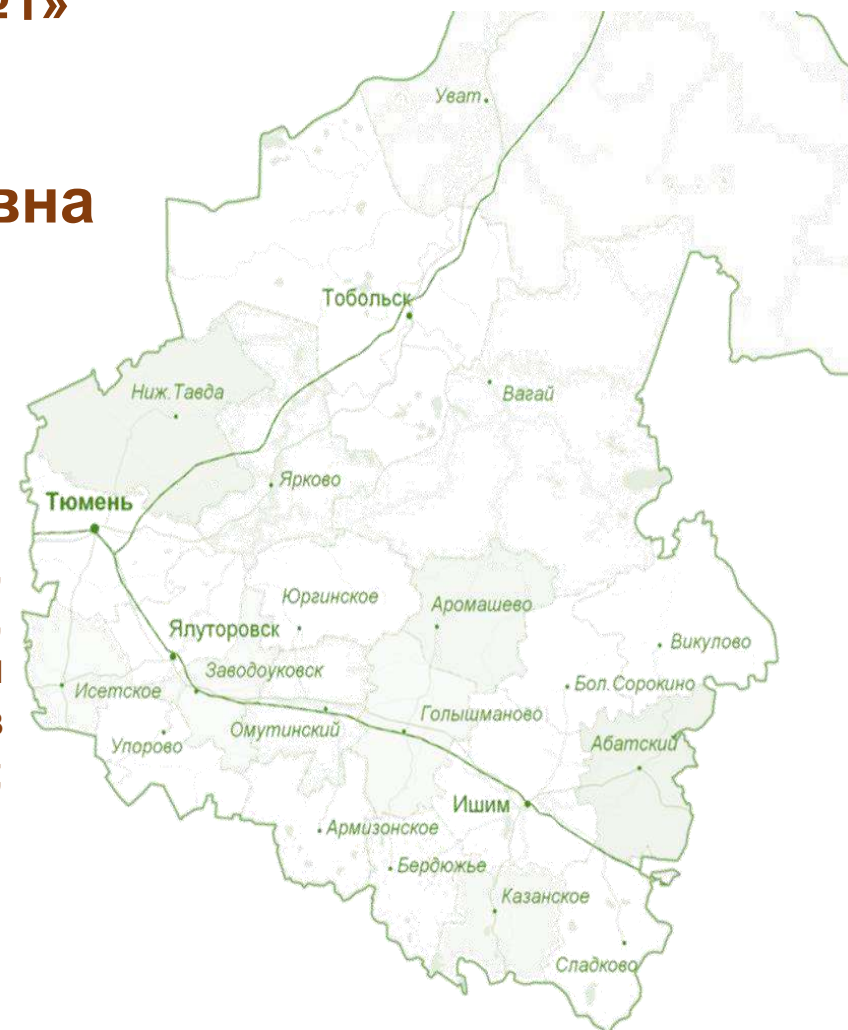 вна
Уват
Тобольск
Ниж.Тавда
Вагай
Ярково
Тюмень
Юргинское
Аромашево
Ялуторовск
Викулово
Заводоуковск
Бол.Сорокино
Исетское
Голышманово
Омутинский
Абатский
Упорово
Ишим
Армизонское
Бердюжье
Казанское
Сладково